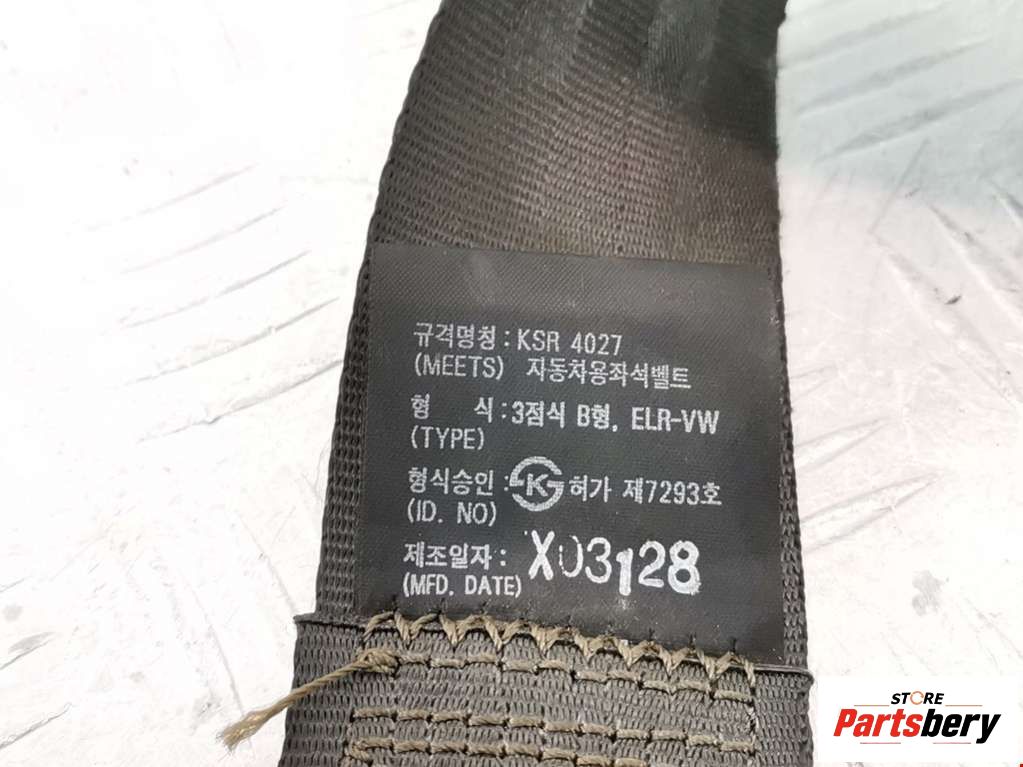 규격명칭 : KSR 4027
(MEETS) 자동차용좌석벨트
형 식 : 3점식 B형, ELR-VW
(TYPE)
형식승인 : K 허가 제7293호
(ID. NO)
제조일자 : X03128
(MFD. DATE)
STORE
Partsbery